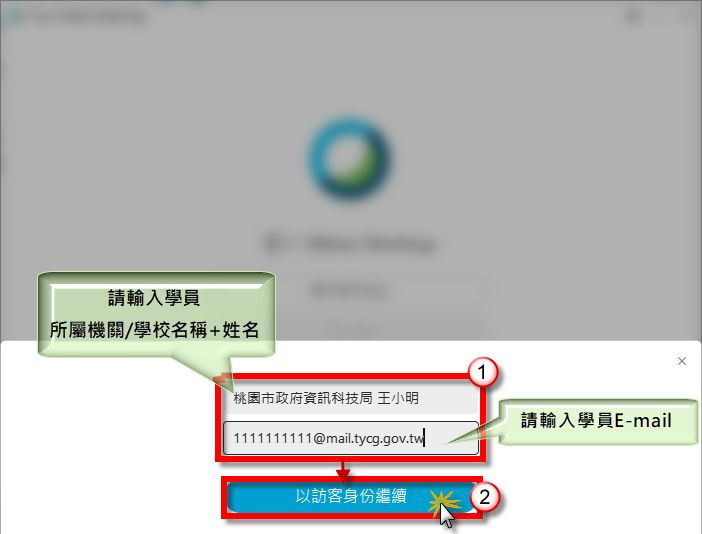 請輸入學員
所屬機關/學校名稱+姓名
1
桃園市政府資訊科技局 王小明
1111111111@mail.tycg.gov.tw
請輸入學員E-mail
以訪客身份繼續
2